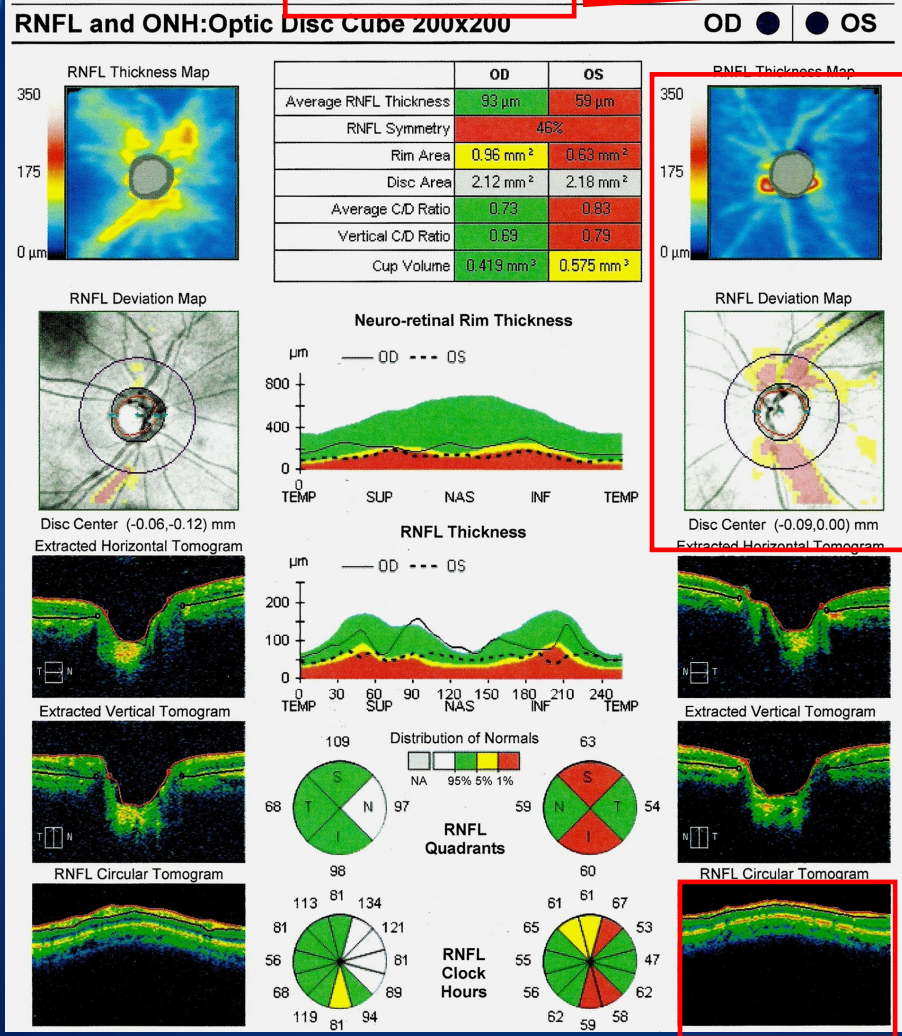 RNFL and ONH:Optic Disc Cube 200x200
OD OS
RNFL Thickness Map
350
175
0 µm
OD OS
Average RNFL Thickness 93 µm 59 µm
RNFL Symmetry 46%
Rim Area 0.96 mm² 0.63 mm²
Disc Area 2.12 mm² 2.18 mm²
Average C/D Ratio 0.73 0.83
Vertical C/D Ratio 0.69 0.79
Cup Volume 0.419 mm³ 0.575 mm³
RNFL Thickness Map
350
175
0 µm
RNFL Deviation Map
Disc Center (-0.06,-0.12) mm
Neuro-retinal Rim Thickness
µm OD OS
800
400
0
0
TEMP SUP NAS INF TEMP
RNFL Deviation Map
Disc Center (-0.09,0.00) mm
Extracted Horizontal Tomogram
T N
RNFL Thickness
µm OD OS
200
100
0
0 30 60 90 120 150 180 210 240
TEMP SUP NAS INF TEMP
Extracted Horizontal Tomogram
N T
Extracted Vertical Tomogram
T N
Distribution of Normals
NA 95% 5% 1%
109
S
68 T N 97
I
98
RNFL
Quadrants
63
S
59 N T 54
I
60
Extracted Vertical Tomogram
N T
RNFL Circular Tomogram
81
113 134
81 121
56 81
68 89
119 94
81
RNFL
Clock
Hours
61
61 67
65 53
55 47
56 62
62 58
59
RNFL Circular Tomogram